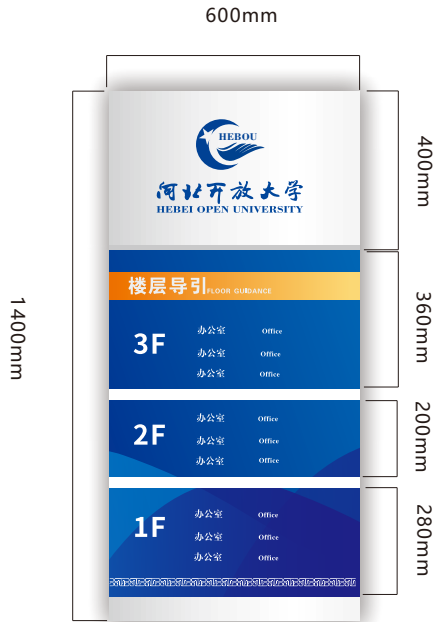 600mm
HEBOU
河北开放大学
HEBEI OPEN UNIVERSITY
400mm
楼层导引 FLOOR GUIDANCE
3F
办公室 Office
办公室 Office
办公室 Office
360mm
1400mm
2F
办公室 Office
办公室 Office
办公室 Office
200mm
1F
办公室 Office
办公室 Office
办公室 Office
280mm